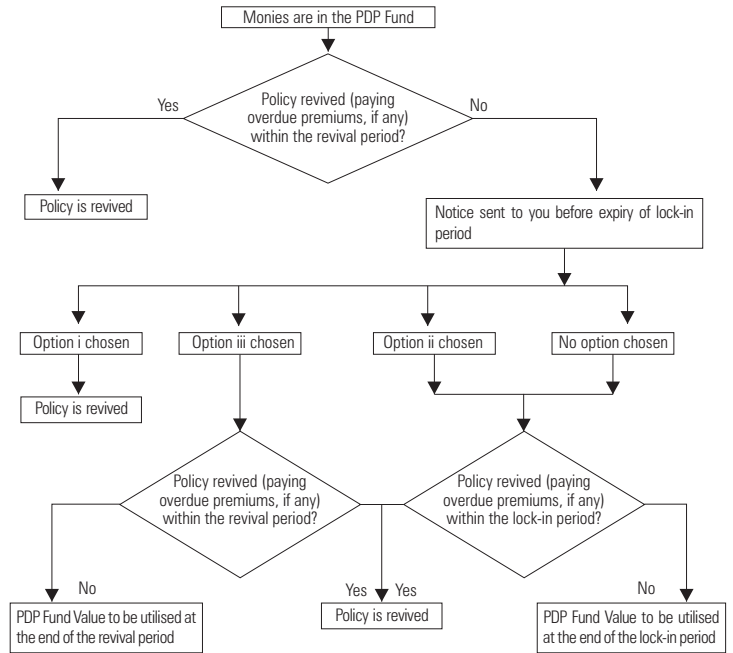 Monies are in the PDP Fund
Yes
Policy revived (paying
overdue premiums, if any)
within the revival period?
No
Policy is revived
Notice sent to you before expiry of lock-in
period
Option i chosen
Option iii chosen
Option ii chosen
No option chosen
Policy is revived
Policy revived (paying
overdue premiums, if any)
within the revival period?
Policy revived (paying
overdue premiums, if any)
within the lock-in period?
No
Yes
Yes
No
PDP Fund Value to be utilised at
the end of the revival period
Policy is revived
PDP Fund Value to be utilised
at the end of the lock-in period